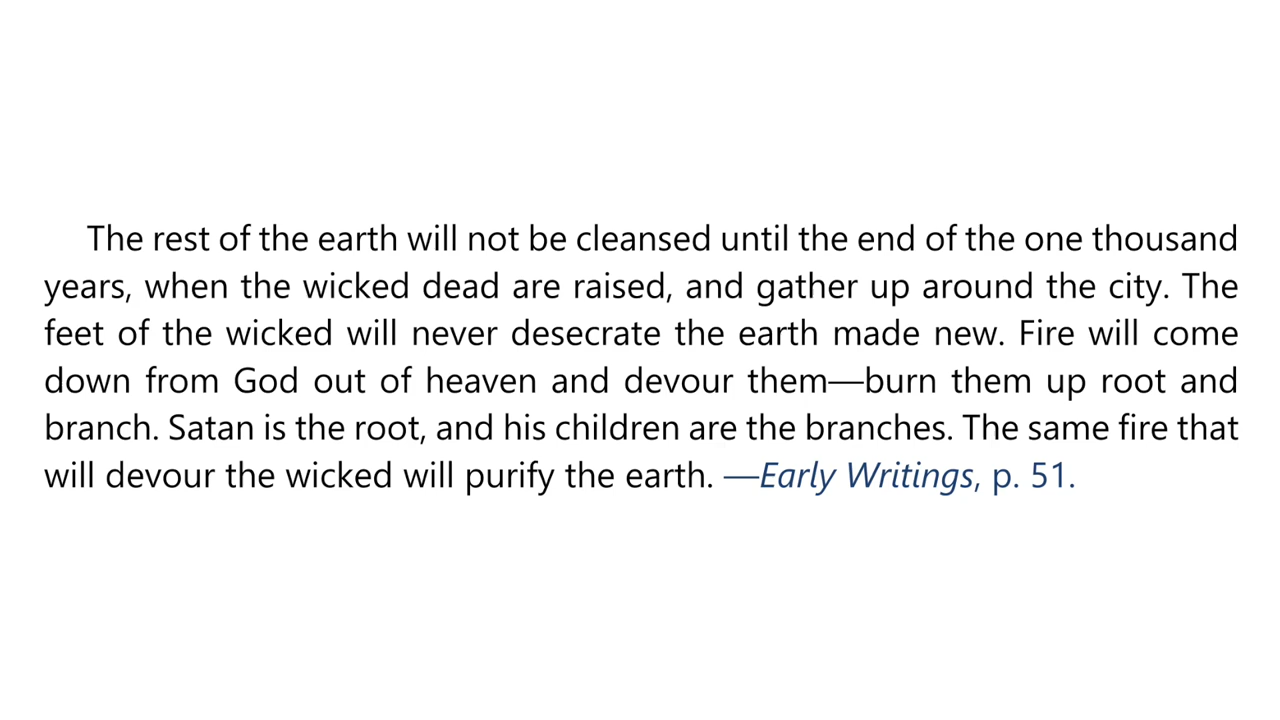 The rest of the earth will not be cleansed until the end of the one thousand
years, when the wicked dead are raised, and gather up around the city. The
feet of the wicked will never desecrate the earth made new. Fire will come
down from God out of heaven and devour them—burn them up root and
branch. Satan is the root, and his children are the branches. The same fire that
will devour the wicked will purify the earth. —Early Writings, p. 51.